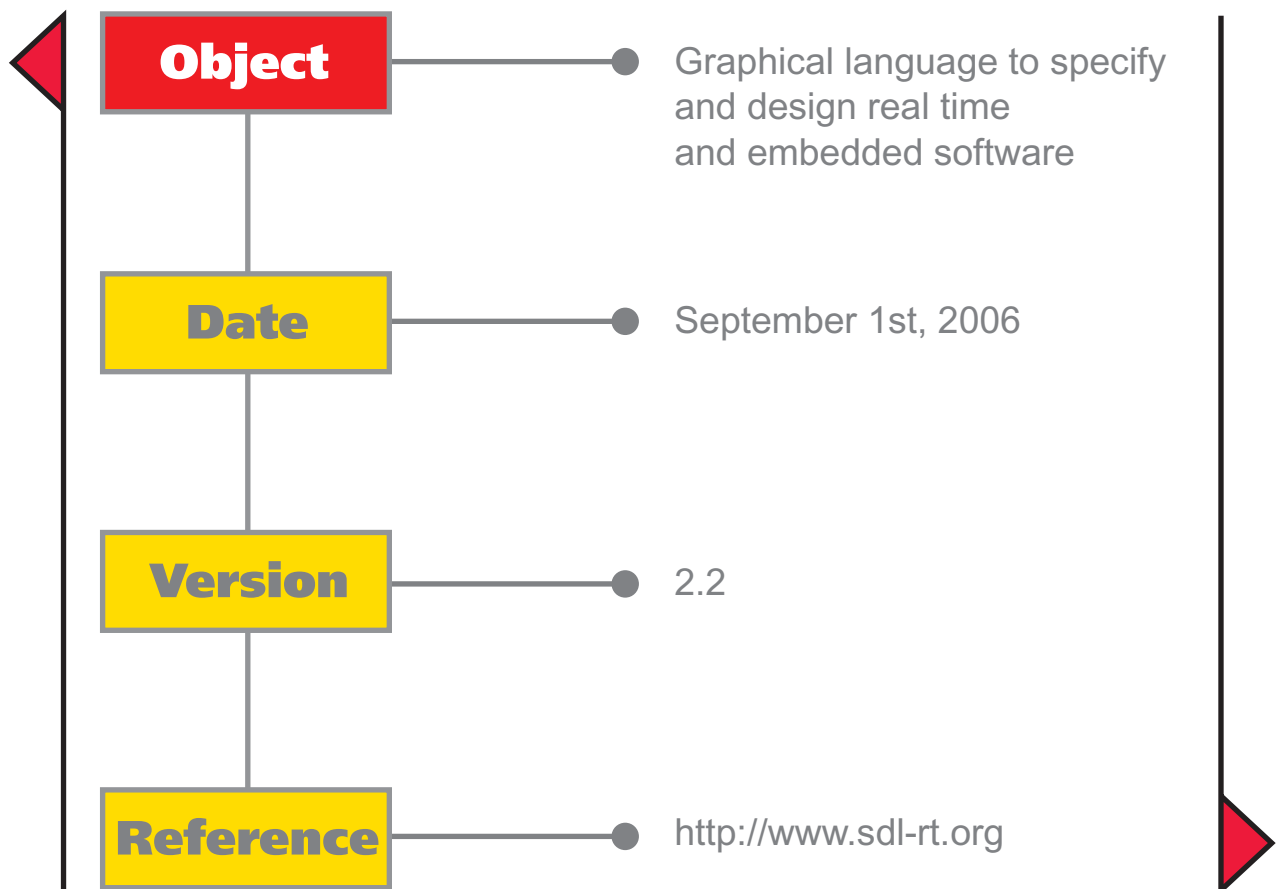 Object
Graphical language to specify
and design real time
and embedded software
Date
September 1st, 2006
Version
2.2
Reference
http://www.sdl-rt.org